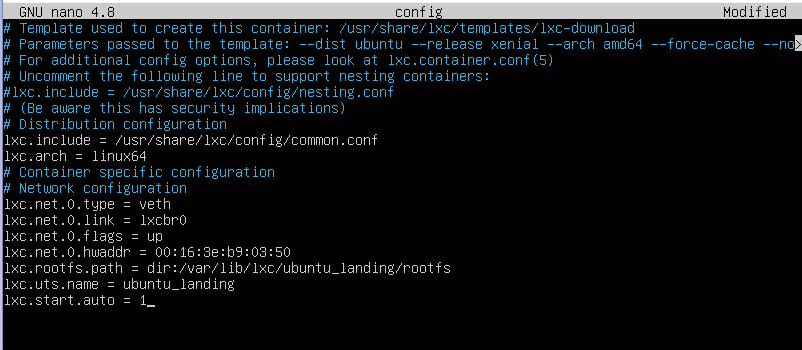 GNU nano 4.8 config Modified
# Template used to create this container: /usr/share/lxc/templates/lxc-download
# Parameters passed to the template: --dist ubuntu --release xenial --arch amd64 --force-cache --no>
# For additional config options, please look at lxc.container.conf(5)
# Uncomment the following line to support nesting containers:
#lxc.include = /usr/share/lxc/config/nesting.conf
# (Be aware this has security implications)
# Distribution configuration
lxc.include = /usr/share/lxc/config/common.conf
lxc.arch = linux64
# Container specific configuration
# Network configuration
lxc.net.0.type = veth
lxc.net.0.link = lxcbr0
lxc.net.0.flags = up
lxc.net.0.hwaddr = 00:16:3e:b9:03:50
lxc.rootfs.path = dir:/var/lib/lxc/ubuntu_landing/rootfs
lxc.uts.name = ubuntu_landing
lxc.start.auto = 1